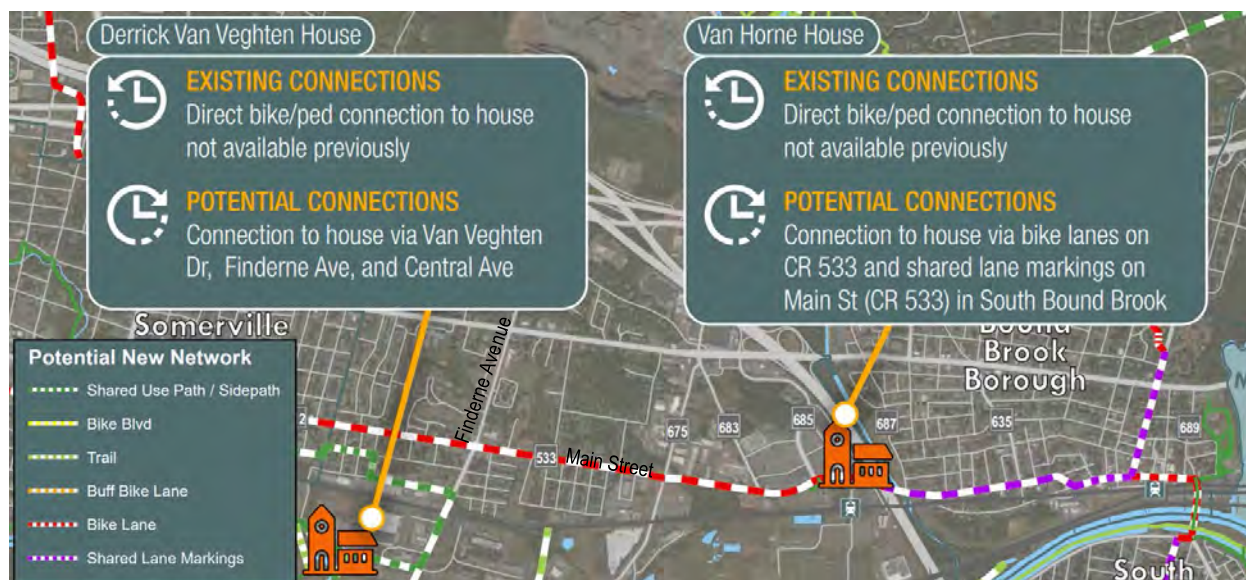 Derrick Van Veghten House
EXISTING CONNECTIONS
Direct bike/ped connection to house
not available previously
POTENTIAL CONNECTIONS
Connection to house via Van Veghten
Dr, Finderne Ave, and Central Ave
Van Horne House
EXISTING CONNECTIONS
Direct bike/ped connection to house
not available previously
POTENTIAL CONNECTIONS
Connection to house via bike lanes on
CR 533 and shared lane markings on
Main St (CR 533) in South Bound Brook
Somerville
Bound
Brook
Borough
Finderne Avenue
Main Street
533
675
683
685
687
635
689
South
Potential New Network
Shared Use Path / Sidepath
Bike Blvd
Trail
Buff Bike Lane
Bike Lane
Shared Lane Markings